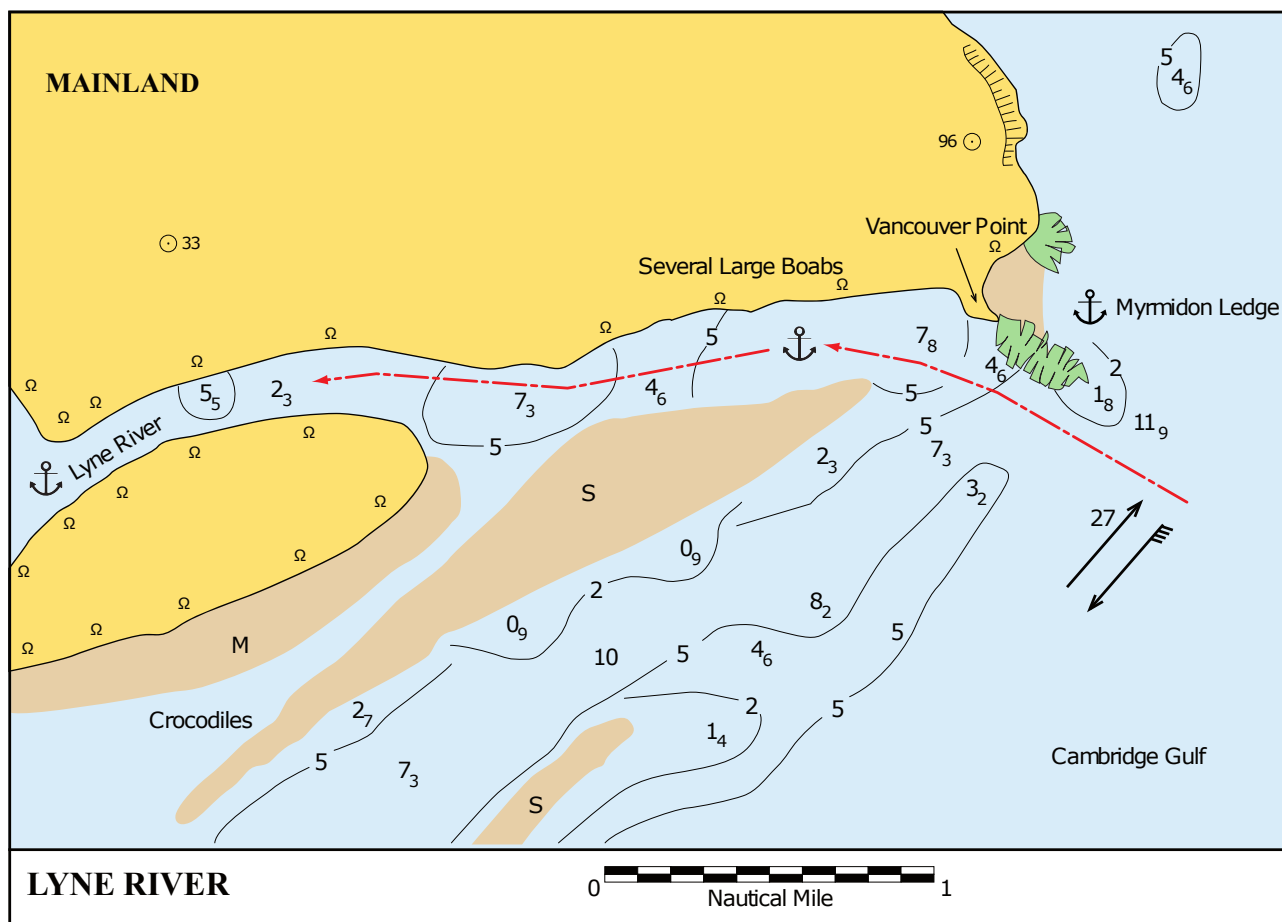 MAINLAND
5
4₆
96
33
Vancouver Point
Ω
Several Large Boabs
Ω
Ω
Ω
Ω
Ω
Myrmidon Ledge
5
7₈
4₆
2
1₈
11₉
Ω
Ω
Ω
Ω
Ω
5₅
2₃
7₃
4₆
5
5
5
7₃
Lyne River
Ω
Ω
Ω
Ω
Ω
Ω
Ω
Ω
Ω
Ω
S
2₃
3₂
27
0₉
0₉
2
8₂
5
M
10
5
4₆
Crocodiles
2₇
2
1₄
5
5
7₃
S
Cambridge Gulf
LYNE RIVER
0
1
Nautical Mile